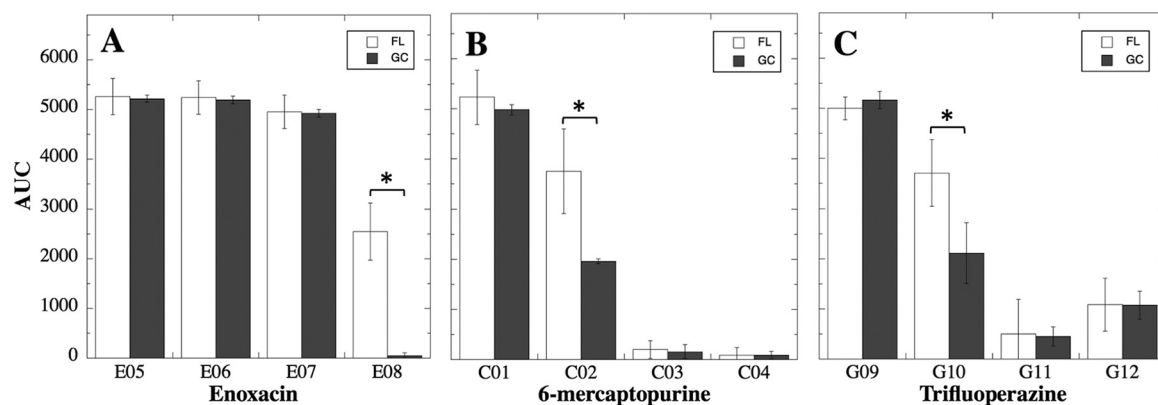 A
FL
GC
*
B
FL
GC
*
C
FL
GC
*
AUC
6000
5000
4000
3000
2000
1000
0
E05 E06 E07 E08
Enoxacin
C01 C02 C03 C04
6-mercaptopurine
G09 G10 G11 G12
Trifluoperazine